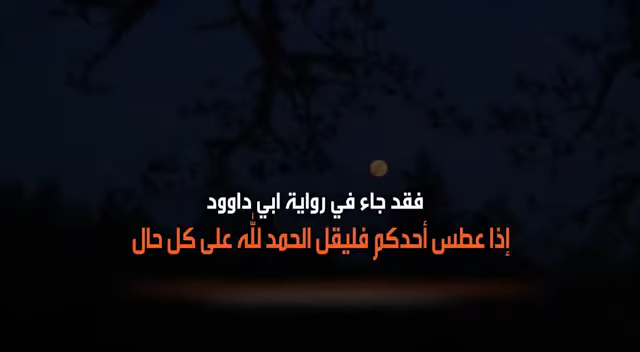 فقد جاء في رواية ابي داوود
إذا عطس أحدكم فليقل الحمد لله على كل حال